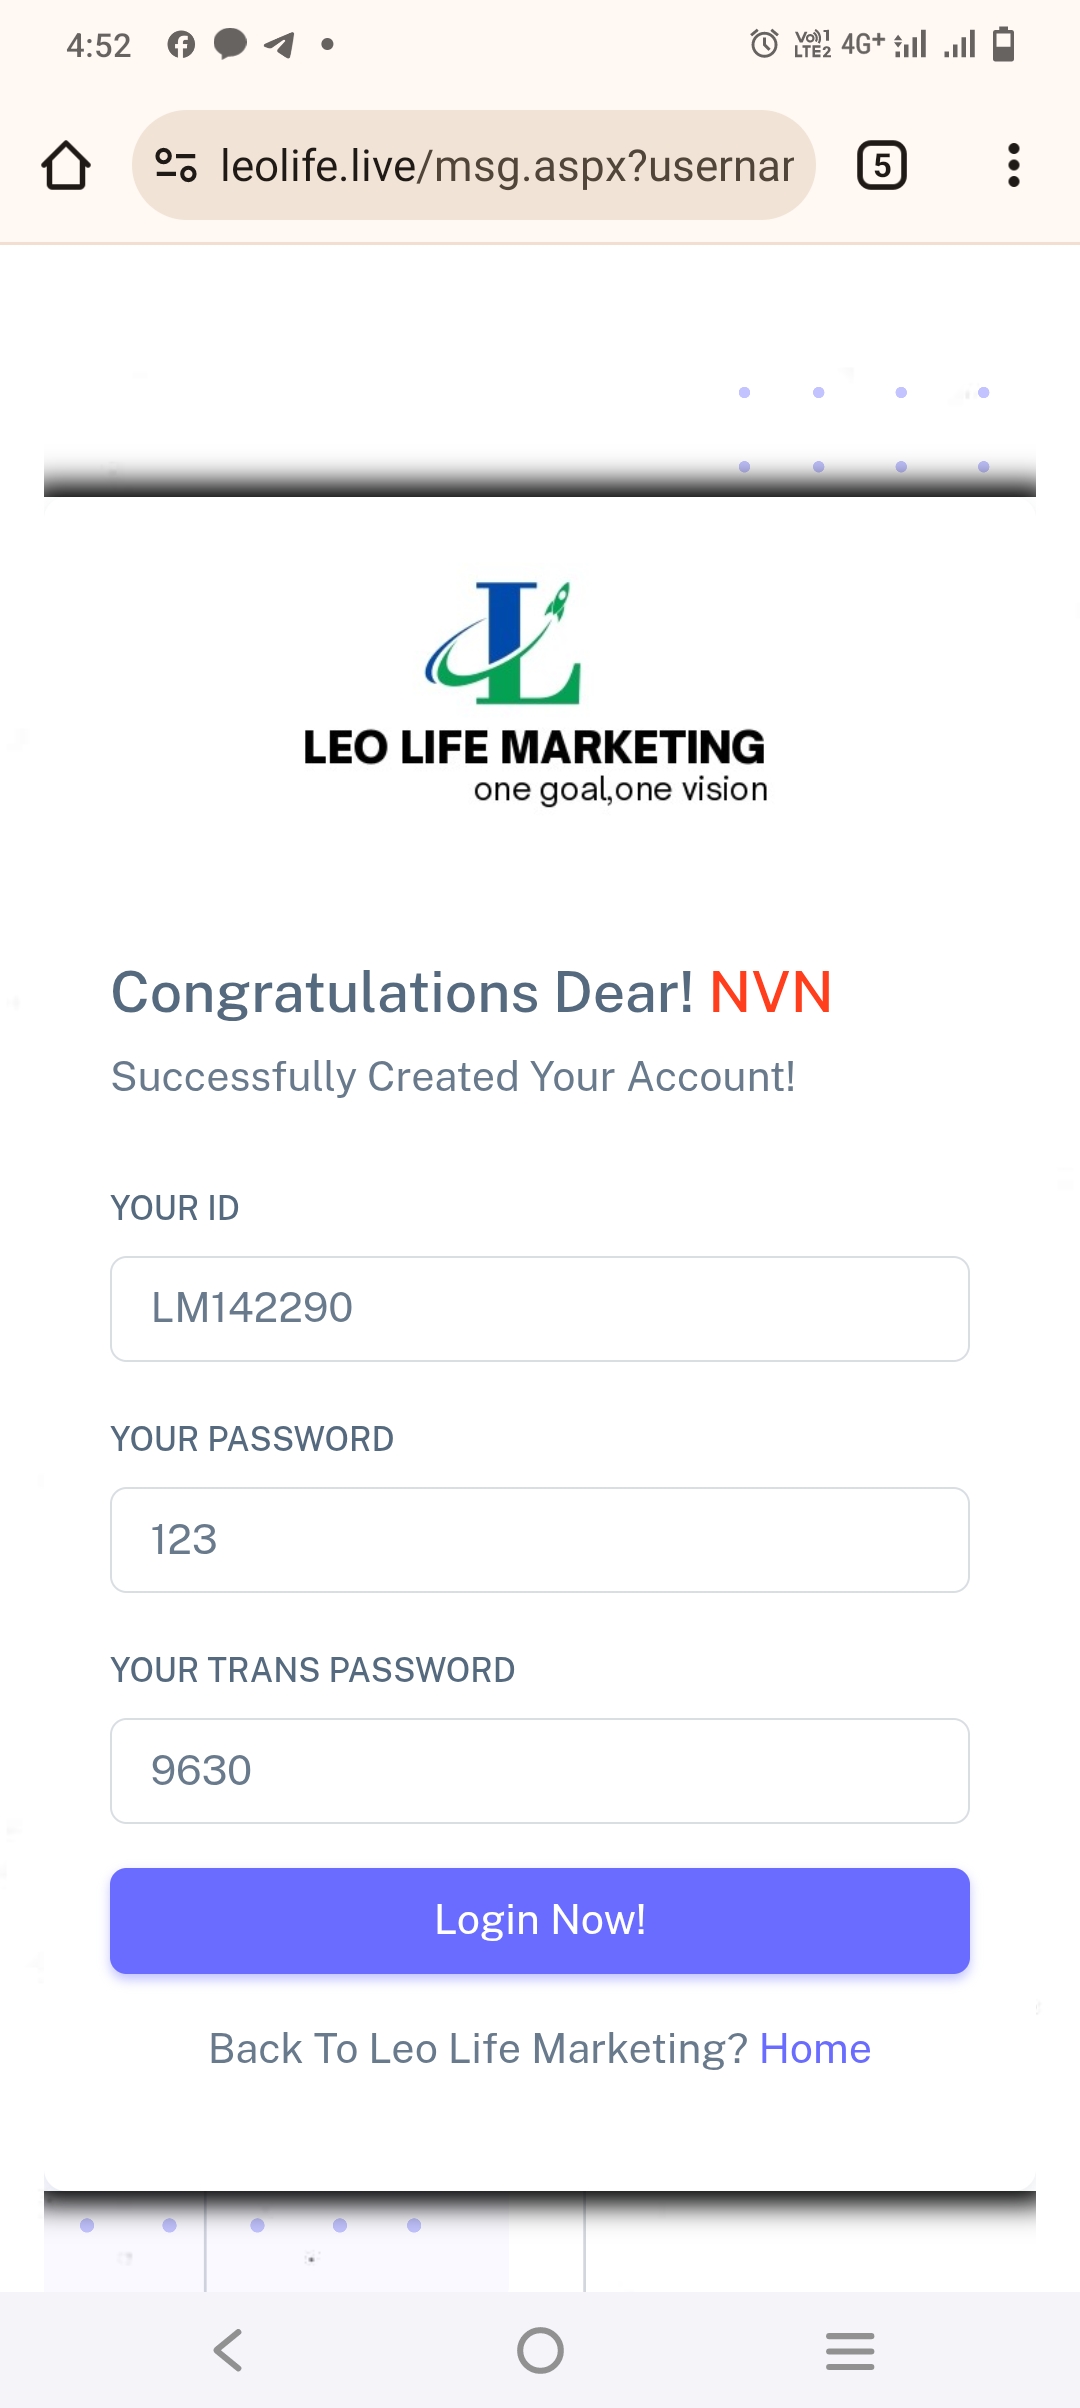 4:52
Vo)) 1
LTE2 4G+
leolife.live/msg.aspx?usernar
5
LEO LIFE MARKETING
one goal,one vision
Congratulations Dear! NVN
Successfully Created Your Account!
YOUR ID
LM142290
YOUR PASSWORD
123
YOUR TRANS PASSWORD
9630
Login Now!
Back To Leo Life Marketing? Home